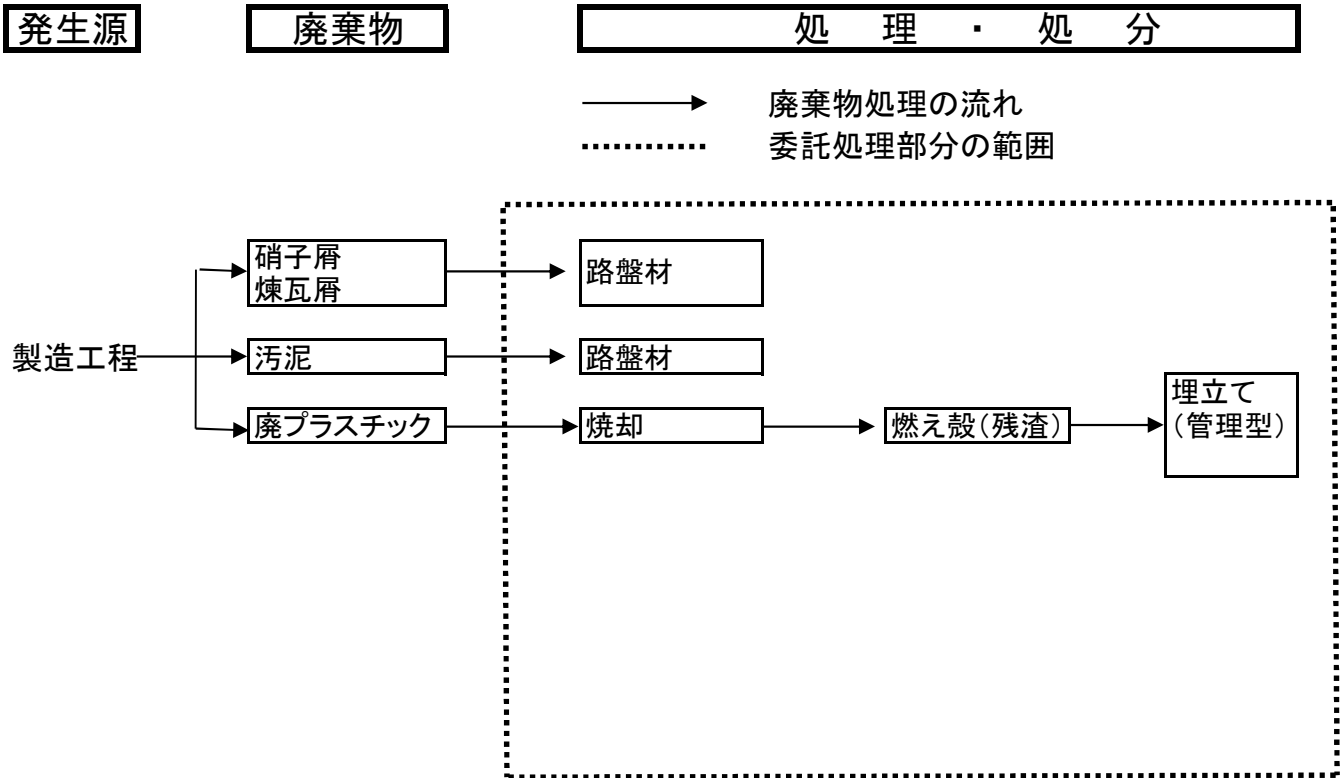 発生源
廃棄物
処理・処分
廃棄物処理の流れ
委託処理部分の範囲
硝子屑
煉瓦屑
路盤材
製造工程
汚泥
路盤材
廃プラスチック
焼却
燃え殻(残渣)
埋立て
(管理型)